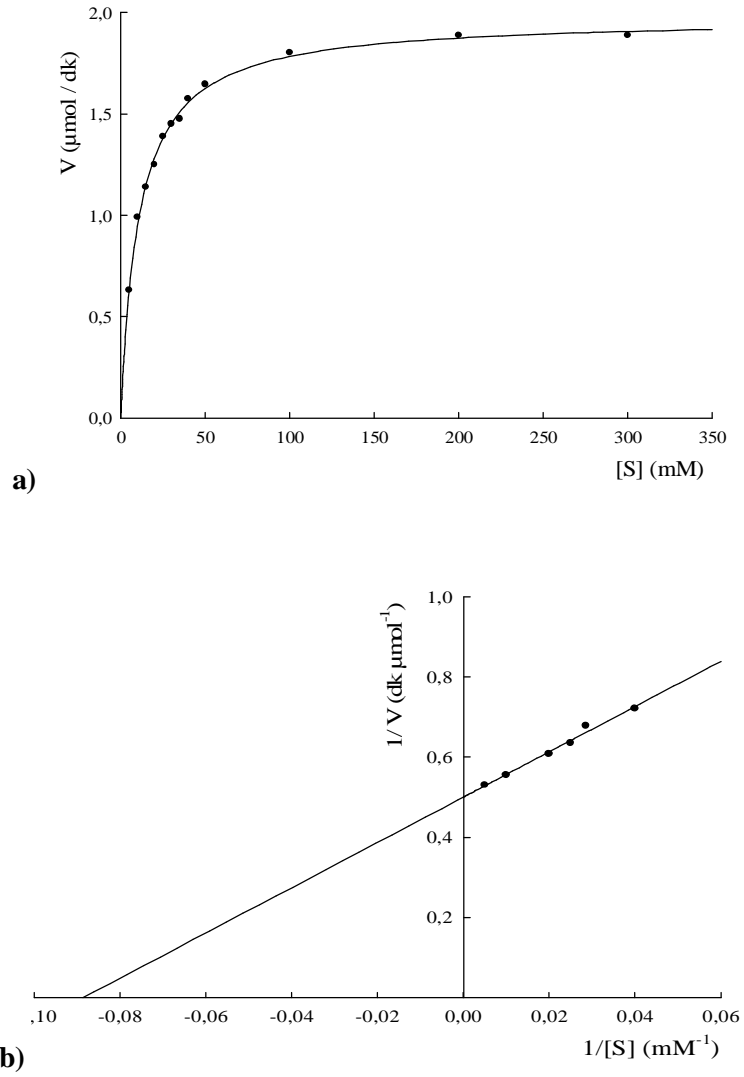 2,0
1,5
1,0
0,5
0,0
V (µmol / dk)
0 50 100 150 200 250 300 350
[S] (mM)
a)
1,0
0,8
0,6
0,4
0,2
1/ V (dk µmol⁻¹)
,10 -0,08 -0,06 -0,04 -0,02 0,00 0,02 0,04 0,06
1/[S] (mM⁻¹)
b)